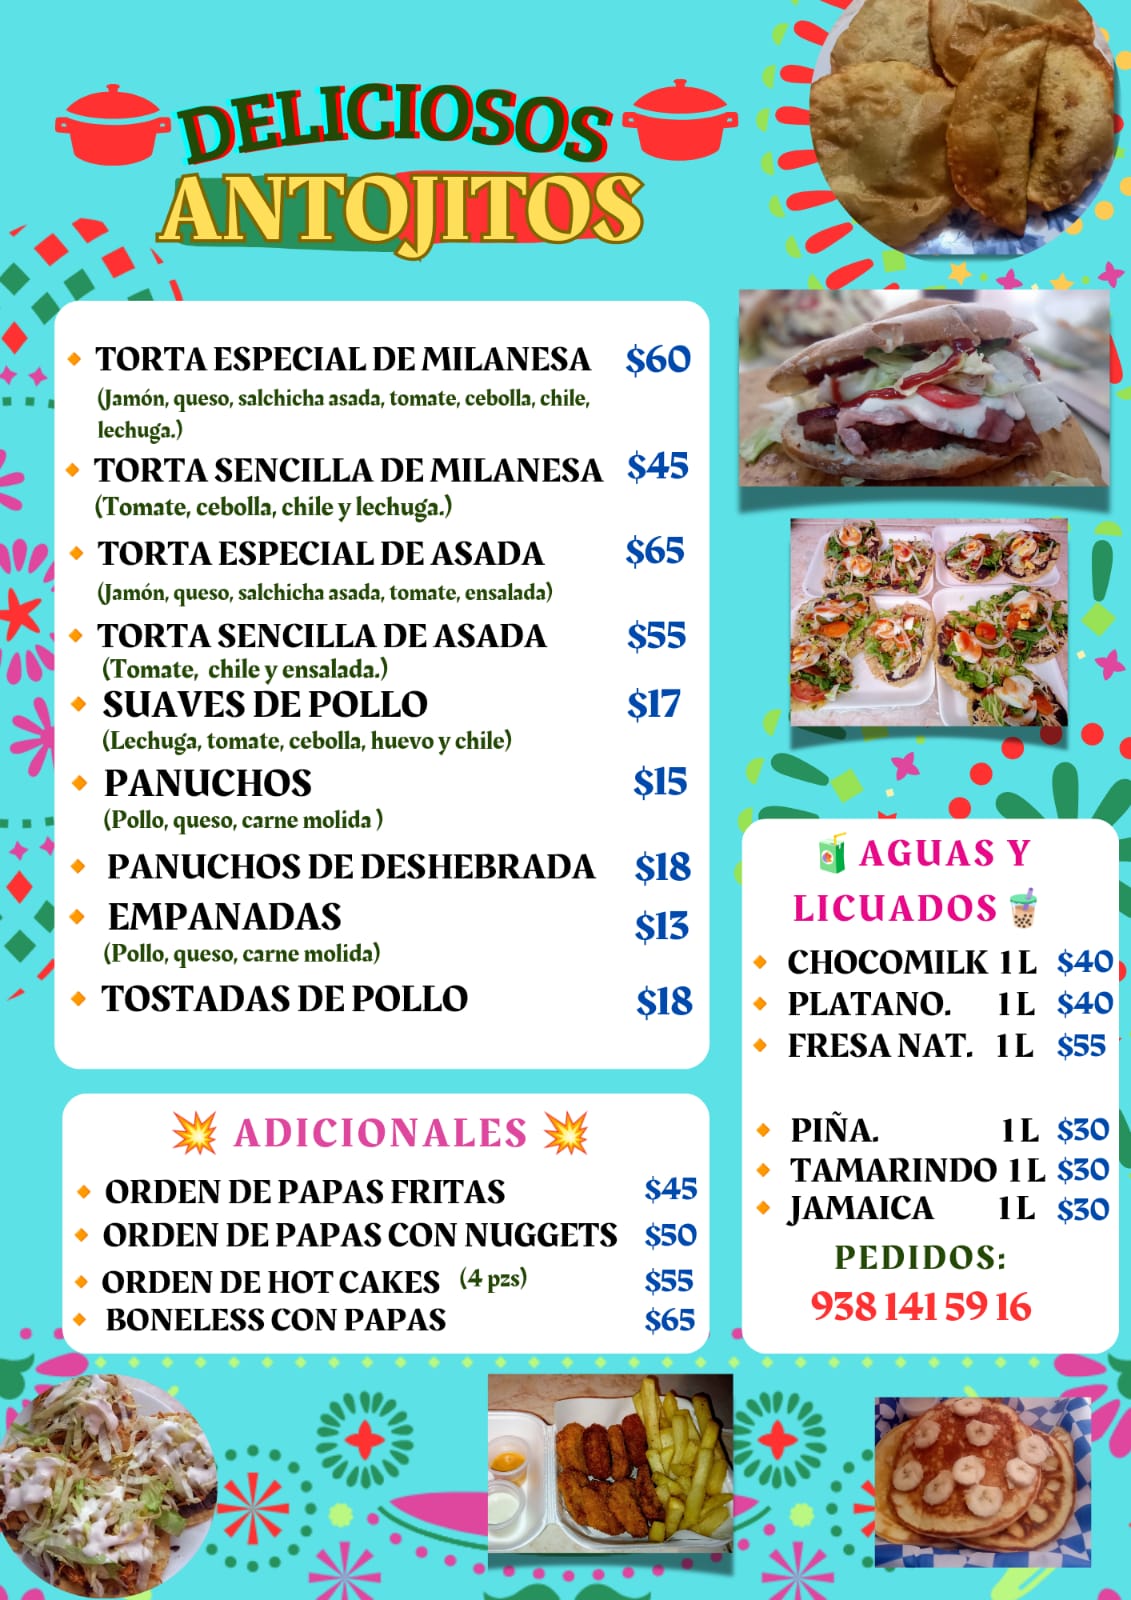 DELICIOSOS
ANTOJITOS
TORTA ESPECIAL DE MILANESA $60
(Jamón, queso, salchicha asada, tomate, cebolla, chile,
lechuga.)
TORTA SENCILLA DE MILANESA $45
(Tomate, cebolla, chile y lechuga.)
TORTA ESPECIAL DE ASADA $65
(Jamón, queso, salchicha asada, tomate, ensalada)
TORTA SENCILLA DE ASADA $55
(Tomate, chile y ensalada.)
SUAVES DE POLLO $17
(Lechuga, tomate, cebolla, huevo y chile)
PANUCHOS $15
(Pollo, queso, carne molida )
PANUCHOS DE DESHEBRADA $18
EMPANADAS $13
(Pollo, queso, carne molida)
TOSTADAS DE POLLO $18
ADICIONALES
ORDEN DE PAPAS FRITAS $45
ORDEN DE PAPAS CON NUGGETS $50
ORDEN DE HOT CAKES (4 pzs) $55
BONELESS CON PAPAS $65
AGUAS Y
LICUADOS
CHOCOMILK 1 L $40
PLATANO. 1 L $40
FRESA NAT. 1 L $55
PIÑA. 1 L $30
TAMARINDO 1 L $30
JAMAICA 1 L $30
PEDIDOS:
938 141 59 16